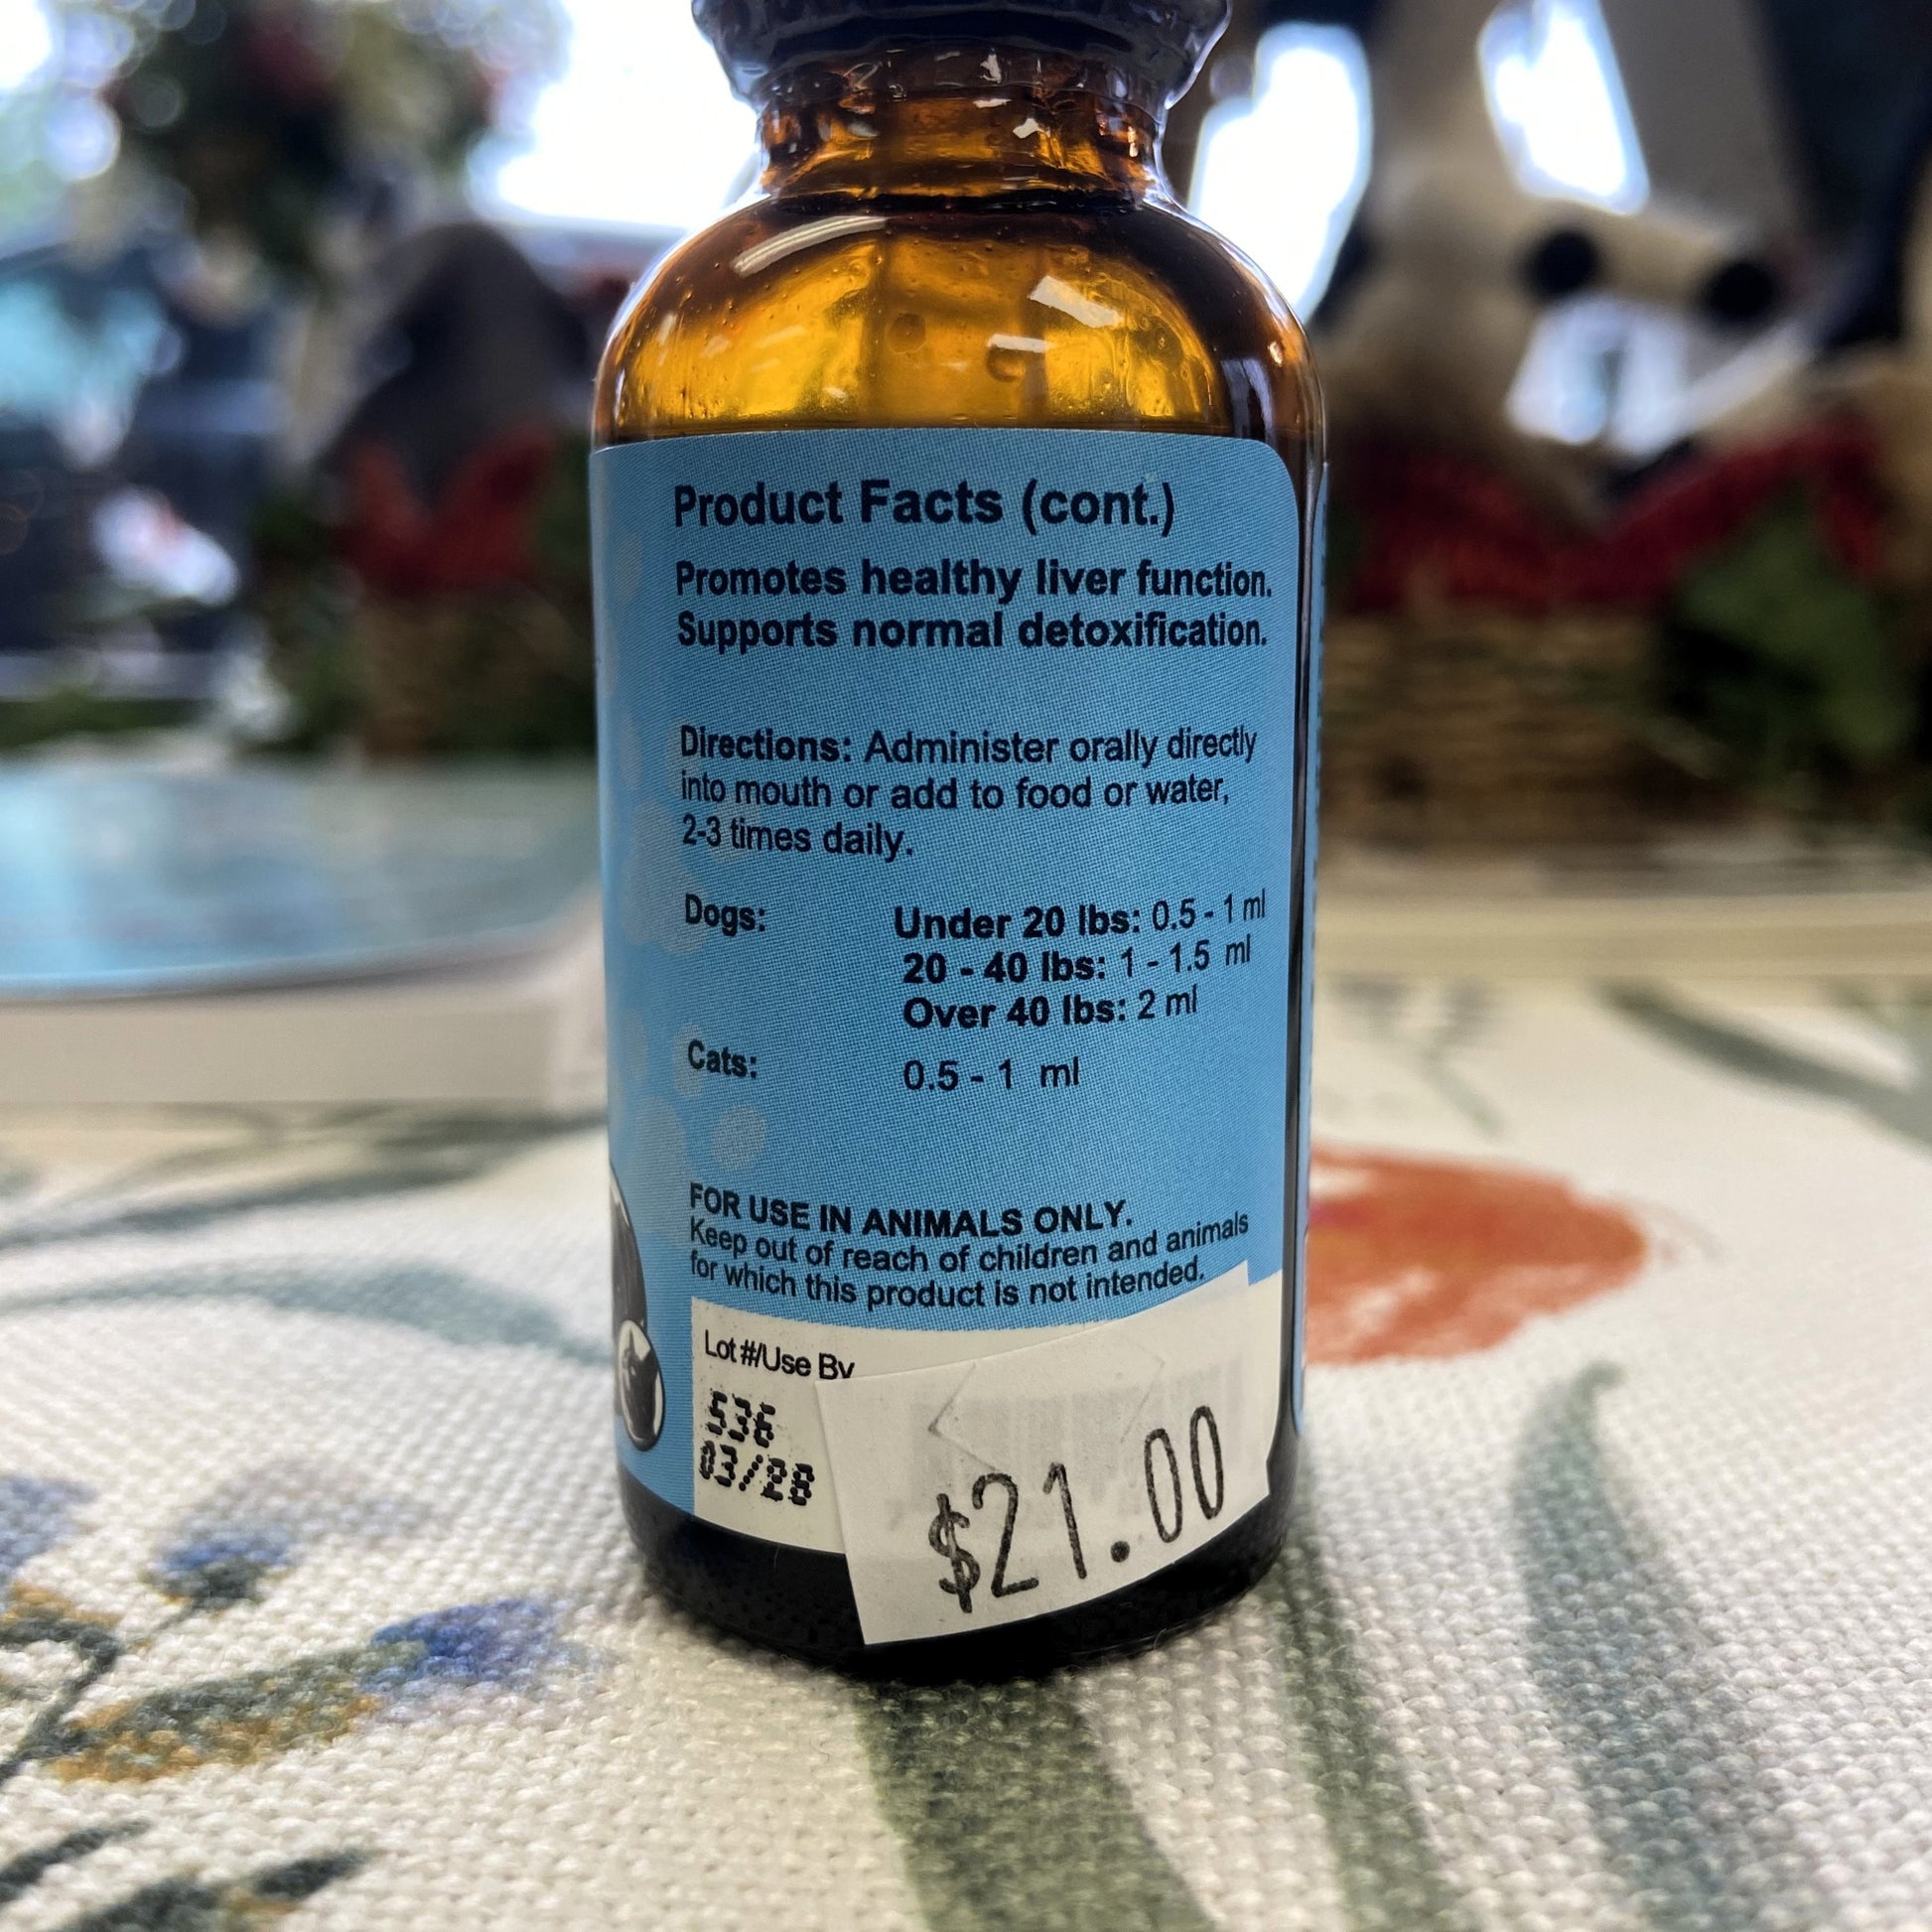 Product Facts (cont.)
Promotes healthy liver function.
Supports normal detoxification.
Directions: Administer orally directly
into mouth or add to food or water,
2-3 times daily.
Dogs: Under 20 lbs: 0.5 - 1 ml
20 - 40 lbs: 1 - 1.5 ml
Over 40 lbs: 2 ml
Cats: 0.5 - 1 ml
FOR USE IN ANIMALS ONLY.
Keep out of reach of children and animals
for which this product is not intended.
Lot #/Use By
536
03/28
$21.00